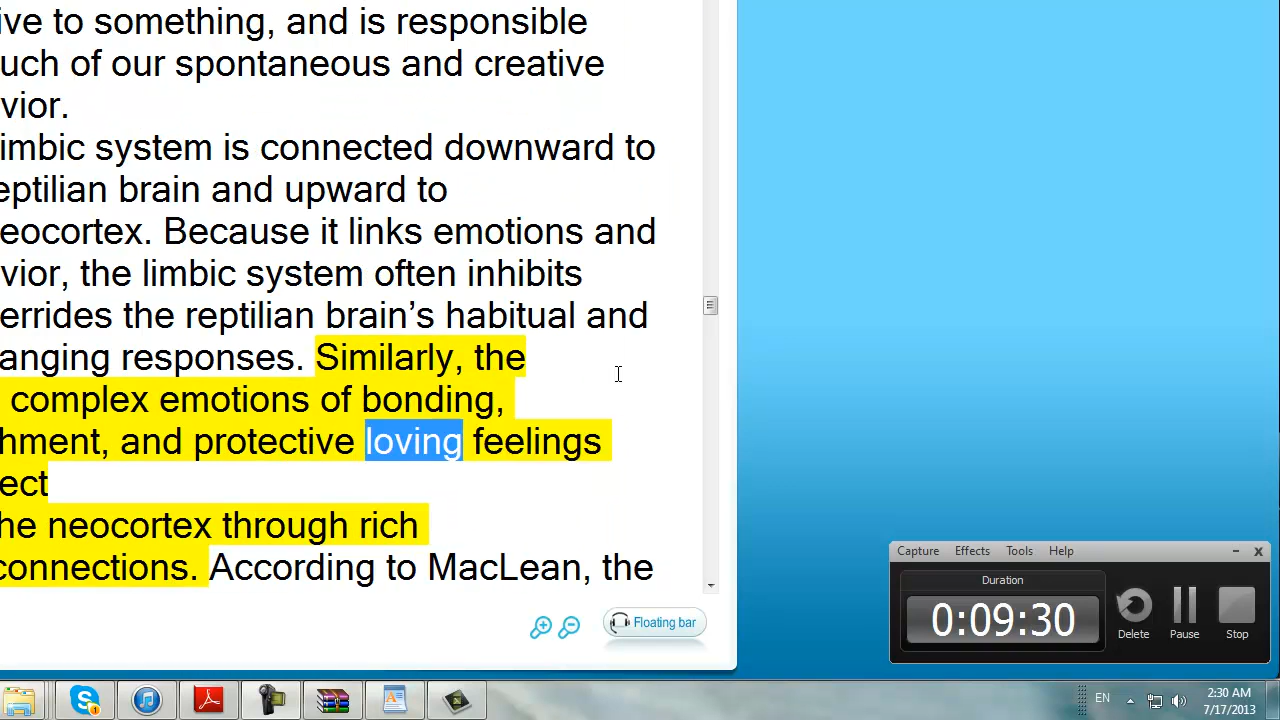 ive to something, and is responsible
uch of our spontaneous and creative
vior.
imbic system is connected downward to
eptilian brain and upward to
eocortex. Because it links emotions and
vior, the limbic system often inhibits
errides the reptilian brain’s habitual and
anging responses. Similarly, the
complex emotions of bonding,
hment, and protective loving feelings
ect
he neocortex through rich
connections. According to MacLean, the
Floating bar
Capture Effects Tools Help
Duration
0:09:30
Delete Pause Stop
EN
2:30 AM
7/17/2013